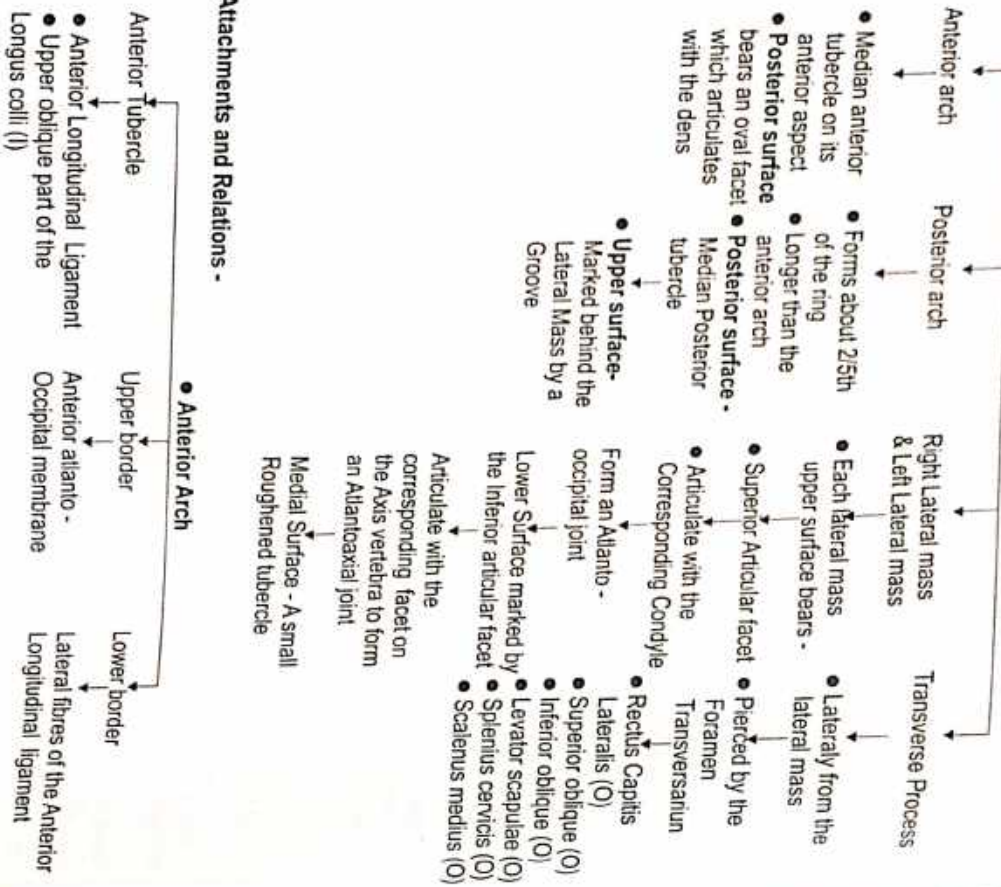 Anterior arch
• Median anterior
tubercle on its
anterior aspect
• Posterior surface
bears an oval facet
which articulates
with the dens
Posterior arch
• Forms about 2/5th
of the ring
• Longer than the
anterior arch
• Posterior surface -
Median Posterior
tubercle
• Upper surface-
Marked behind the
Lateral Mass by a
Groove
Right Lateral mass
& Left Lateral mass
• Each lateral mass
upper surface bears -
• Superior Articular facet
• Articulate with the
Corresponding Condyle
Form an Atlanto -
occipital joint
Lower Surface marked by
the Inferior articular facet
Articulate with the
corresponding facet on
the Axis vertebra to form
an Atlantoaxial joint
Medial Surface - A small
Roughened tubercle
Transverse Process
• Lateraly from the
lateral mass
• Pierced by the
Foramen
Transversariun
• Rectus Capitis
Lateralis (O)
• Superior oblique (O)
• Inferior oblique (O)
• Levator scapulae (O)
• Splenius cervicis (O)
• Scalenus medius (O)
Attachments and Relations -
• Anterior Arch
Anterior Tubercle
• Anterior Longitudinal Ligament
• Upper oblique part of the
Longus colli (I)
Upper border
Anterior atlanto -
Occipital membrane
Lower border
Lateral fibres of the Anterior
Longitudinal ligament